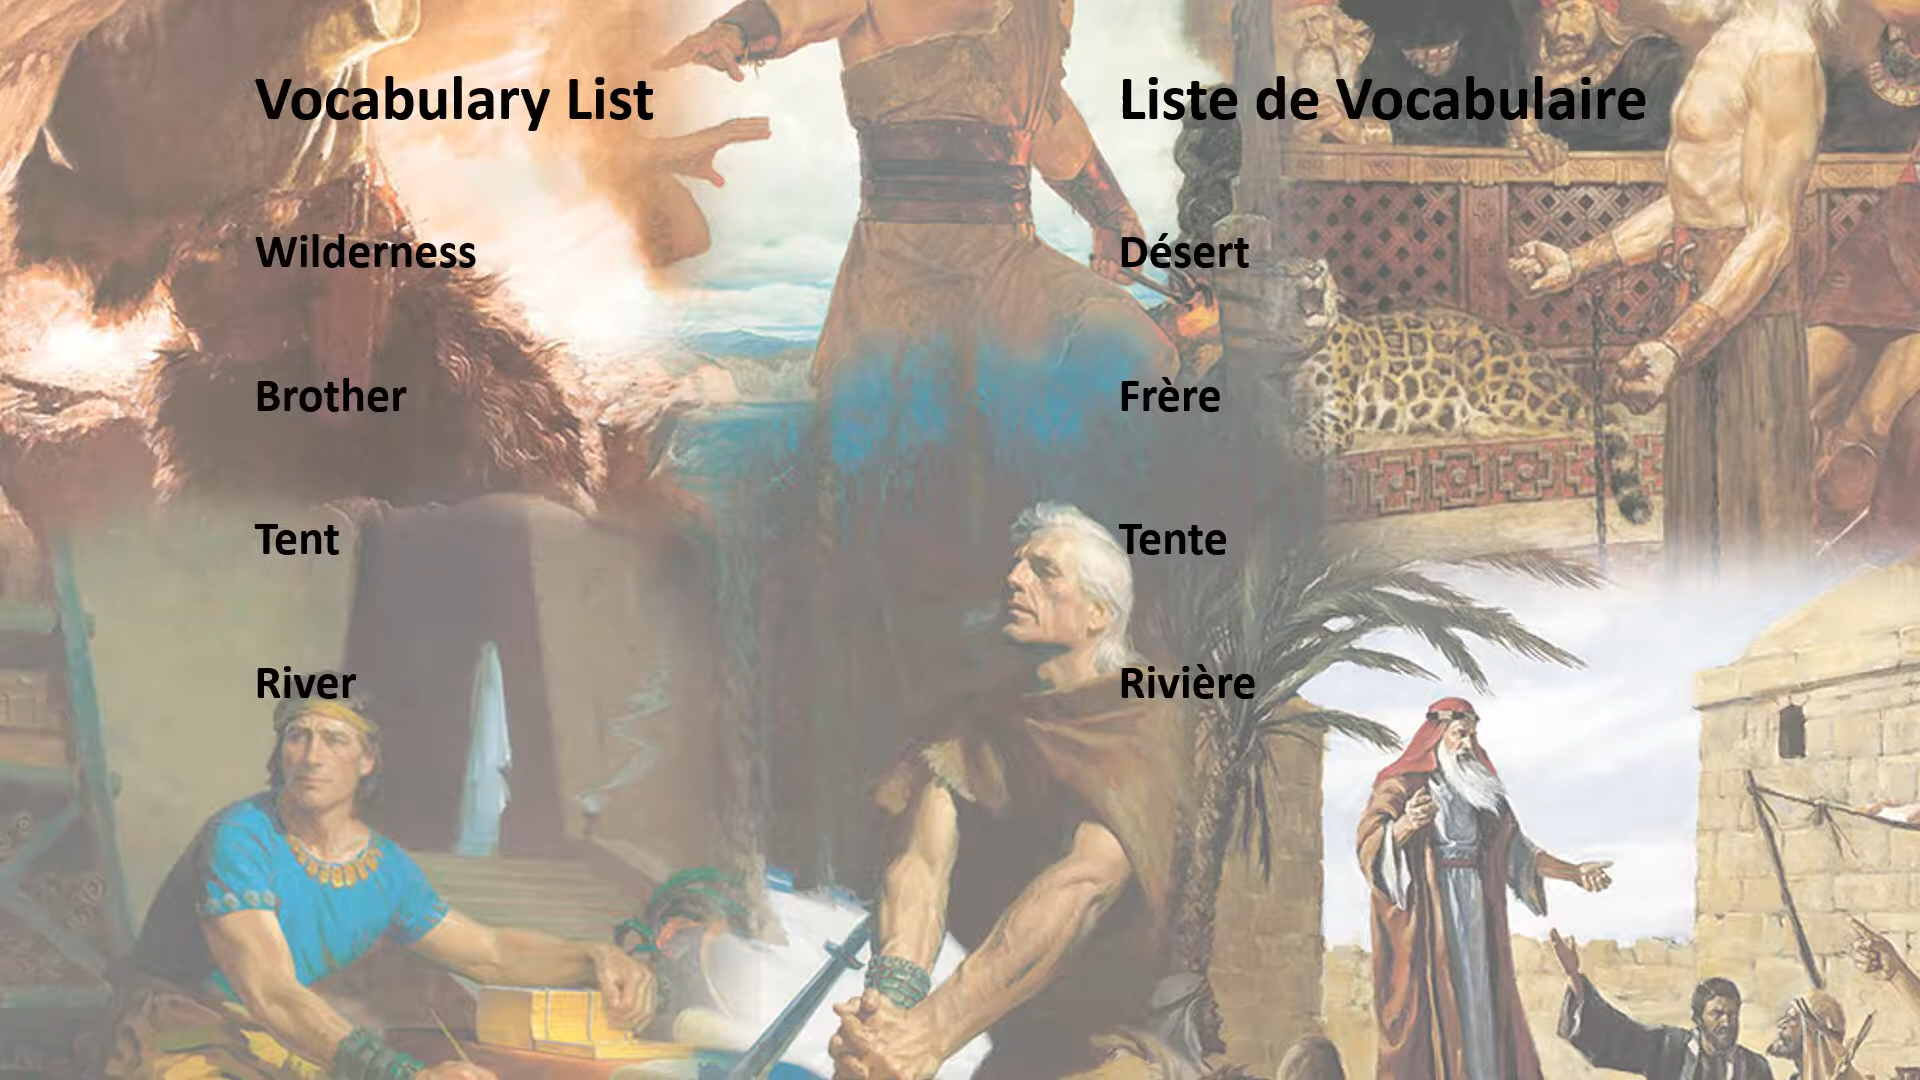 Vocabulary List
Liste de Vocabulaire
Wilderness
Désert
Brother
Frère
Tent
Tente
River
Rivière